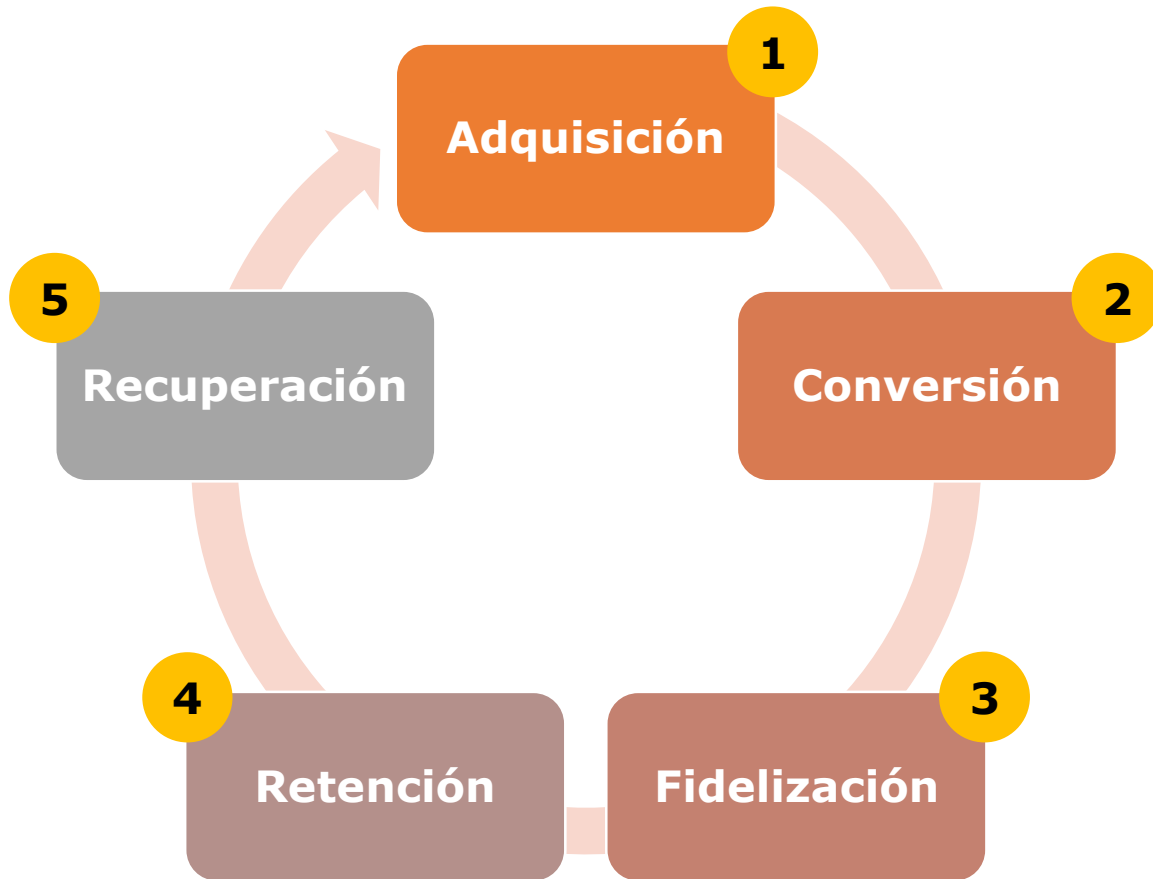 1
Adquisición
2
Conversión
3
Fidelización
4
Retención
5
Recuperación